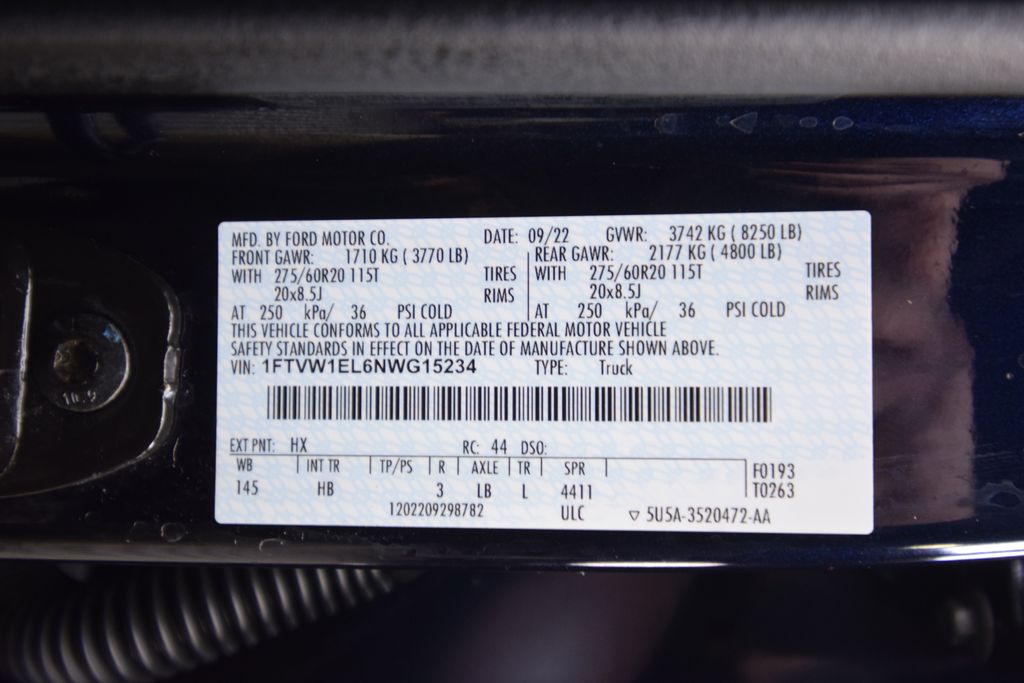 MFD. BY FORD MOTOR CO. DATE: 09/22 GVWR: 3742 KG ( 8250 LB)
FRONT GAWR: 1710 KG ( 3770 LB) REAR GAWR: 2177 KG ( 4800 LB)
WITH 275/60R20 115T TIRES WITH 275/60R20 115T TIRES
20x8.5J RIMS 20x8.5J RIMS
AT 250 kPa/ 36 PSI COLD AT 250 kPa/ 36 PSI COLD
THIS VEHICLE CONFORMS TO ALL APPLICABLE FEDERAL MOTOR VEHICLE
SAFETY STANDARDS IN EFFECT ON THE DATE OF MANUFACTURE SHOWN ABOVE.
VIN: 1FTVW1EL6NWG15234 TYPE: Truck
EXT PNT: HX RC: 44 DSO:
WB INT TR TP/PS R AXLE TR SPR F0193
145 HB 3 LB L 4411 T0263
1202209298782 ULC ▽ 5U5A-3520472-AA
10.9